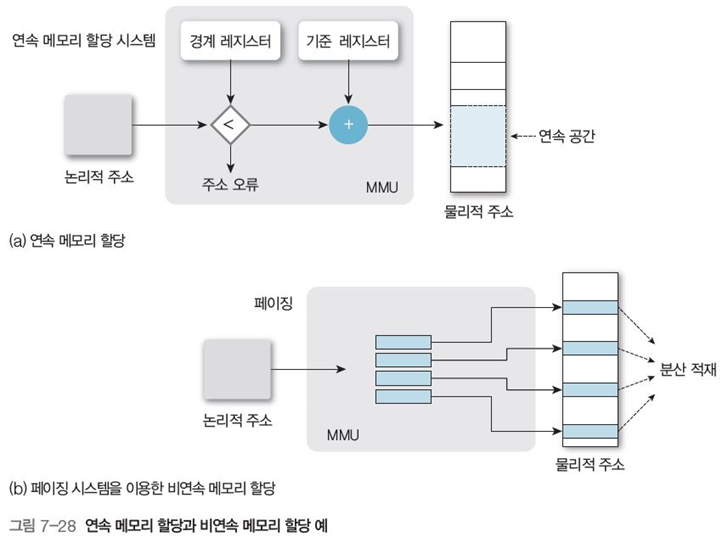 연속 메모리 할당 시스템
경계 레지스터
기준 레지스터
<
+
연속 공간
논리적 주소
주소 오류
MMU
물리적 주소
(a) 연속 메모리 할당
페이징
분산 적재
논리적 주소
MMU
물리적 주소
(b) 페이징 시스템을 이용한 비연속 메모리 할당
그림 7-28 연속 메모리 할당과 비연속 메모리 할당 예